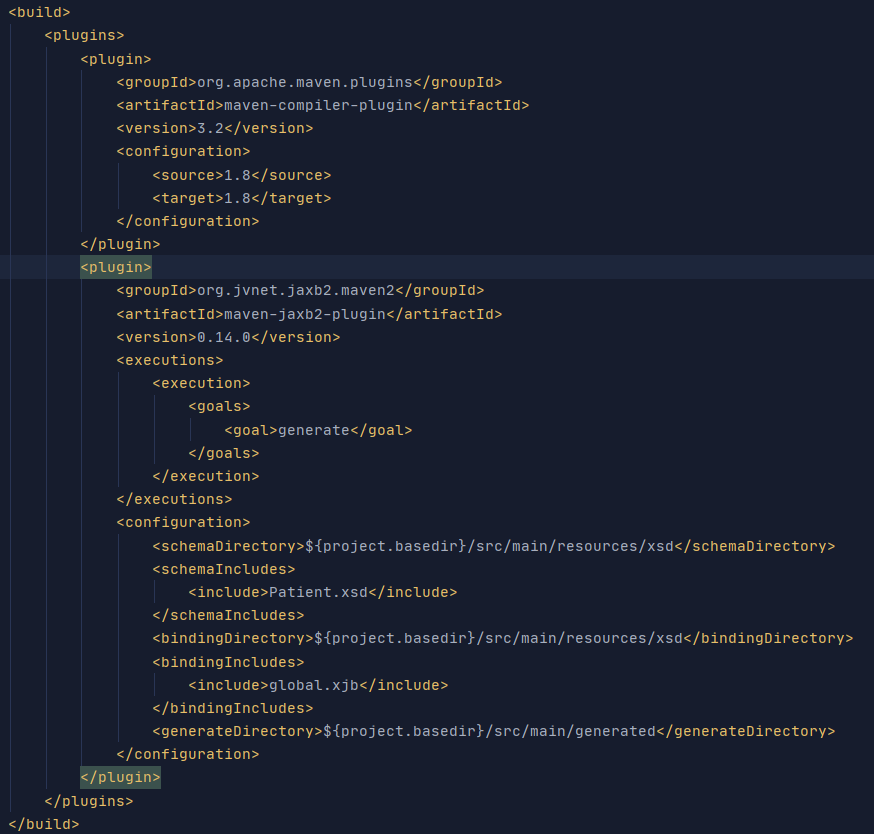 <build>
<plugins>
<plugin>
<groupId>org.apache.maven.plugins</groupId>
<artifactId>maven-compiler-plugin</artifactId>
<version>3.2</version>
<configuration>
<source>1.8</source>
<target>1.8</target>
</configuration>
</plugin>
<plugin>
<groupId>org.jvnet.jaxb2.maven2</groupId>
<artifactId>maven-jaxb2-plugin</artifactId>
<version>0.14.0</version>
<executions>
<execution>
<goals>
<goal>generate</goal>
</goals>
</execution>
</executions>
<configuration>
<schemaDirectory>${project.basedir}/src/main/resources/xsd</schemaDirectory>
<schemaIncludes>
<include>Patient.xsd</include>
</schemaIncludes>
<bindingDirectory>${project.basedir}/src/main/resources/xsd</bindingDirectory>
<bindingIncludes>
<include>global.xjb</include>
</bindingIncludes>
<generateDirectory>${project.basedir}/src/main/generated</generateDirectory>
</configuration>
</plugin>
</plugins>
</build>